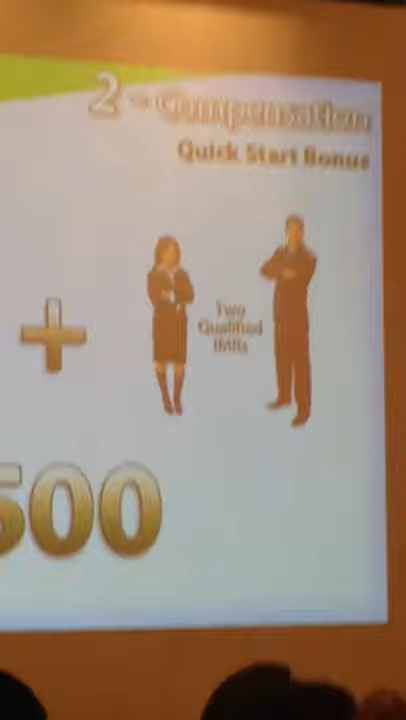 2 - Compensation
Quick Start Bonus
+
Two
Qualified
IMRs
500